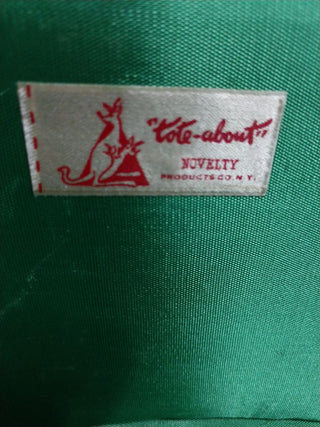 "tote-about"
NOVELTY
PRODUCTS CO. N.Y.